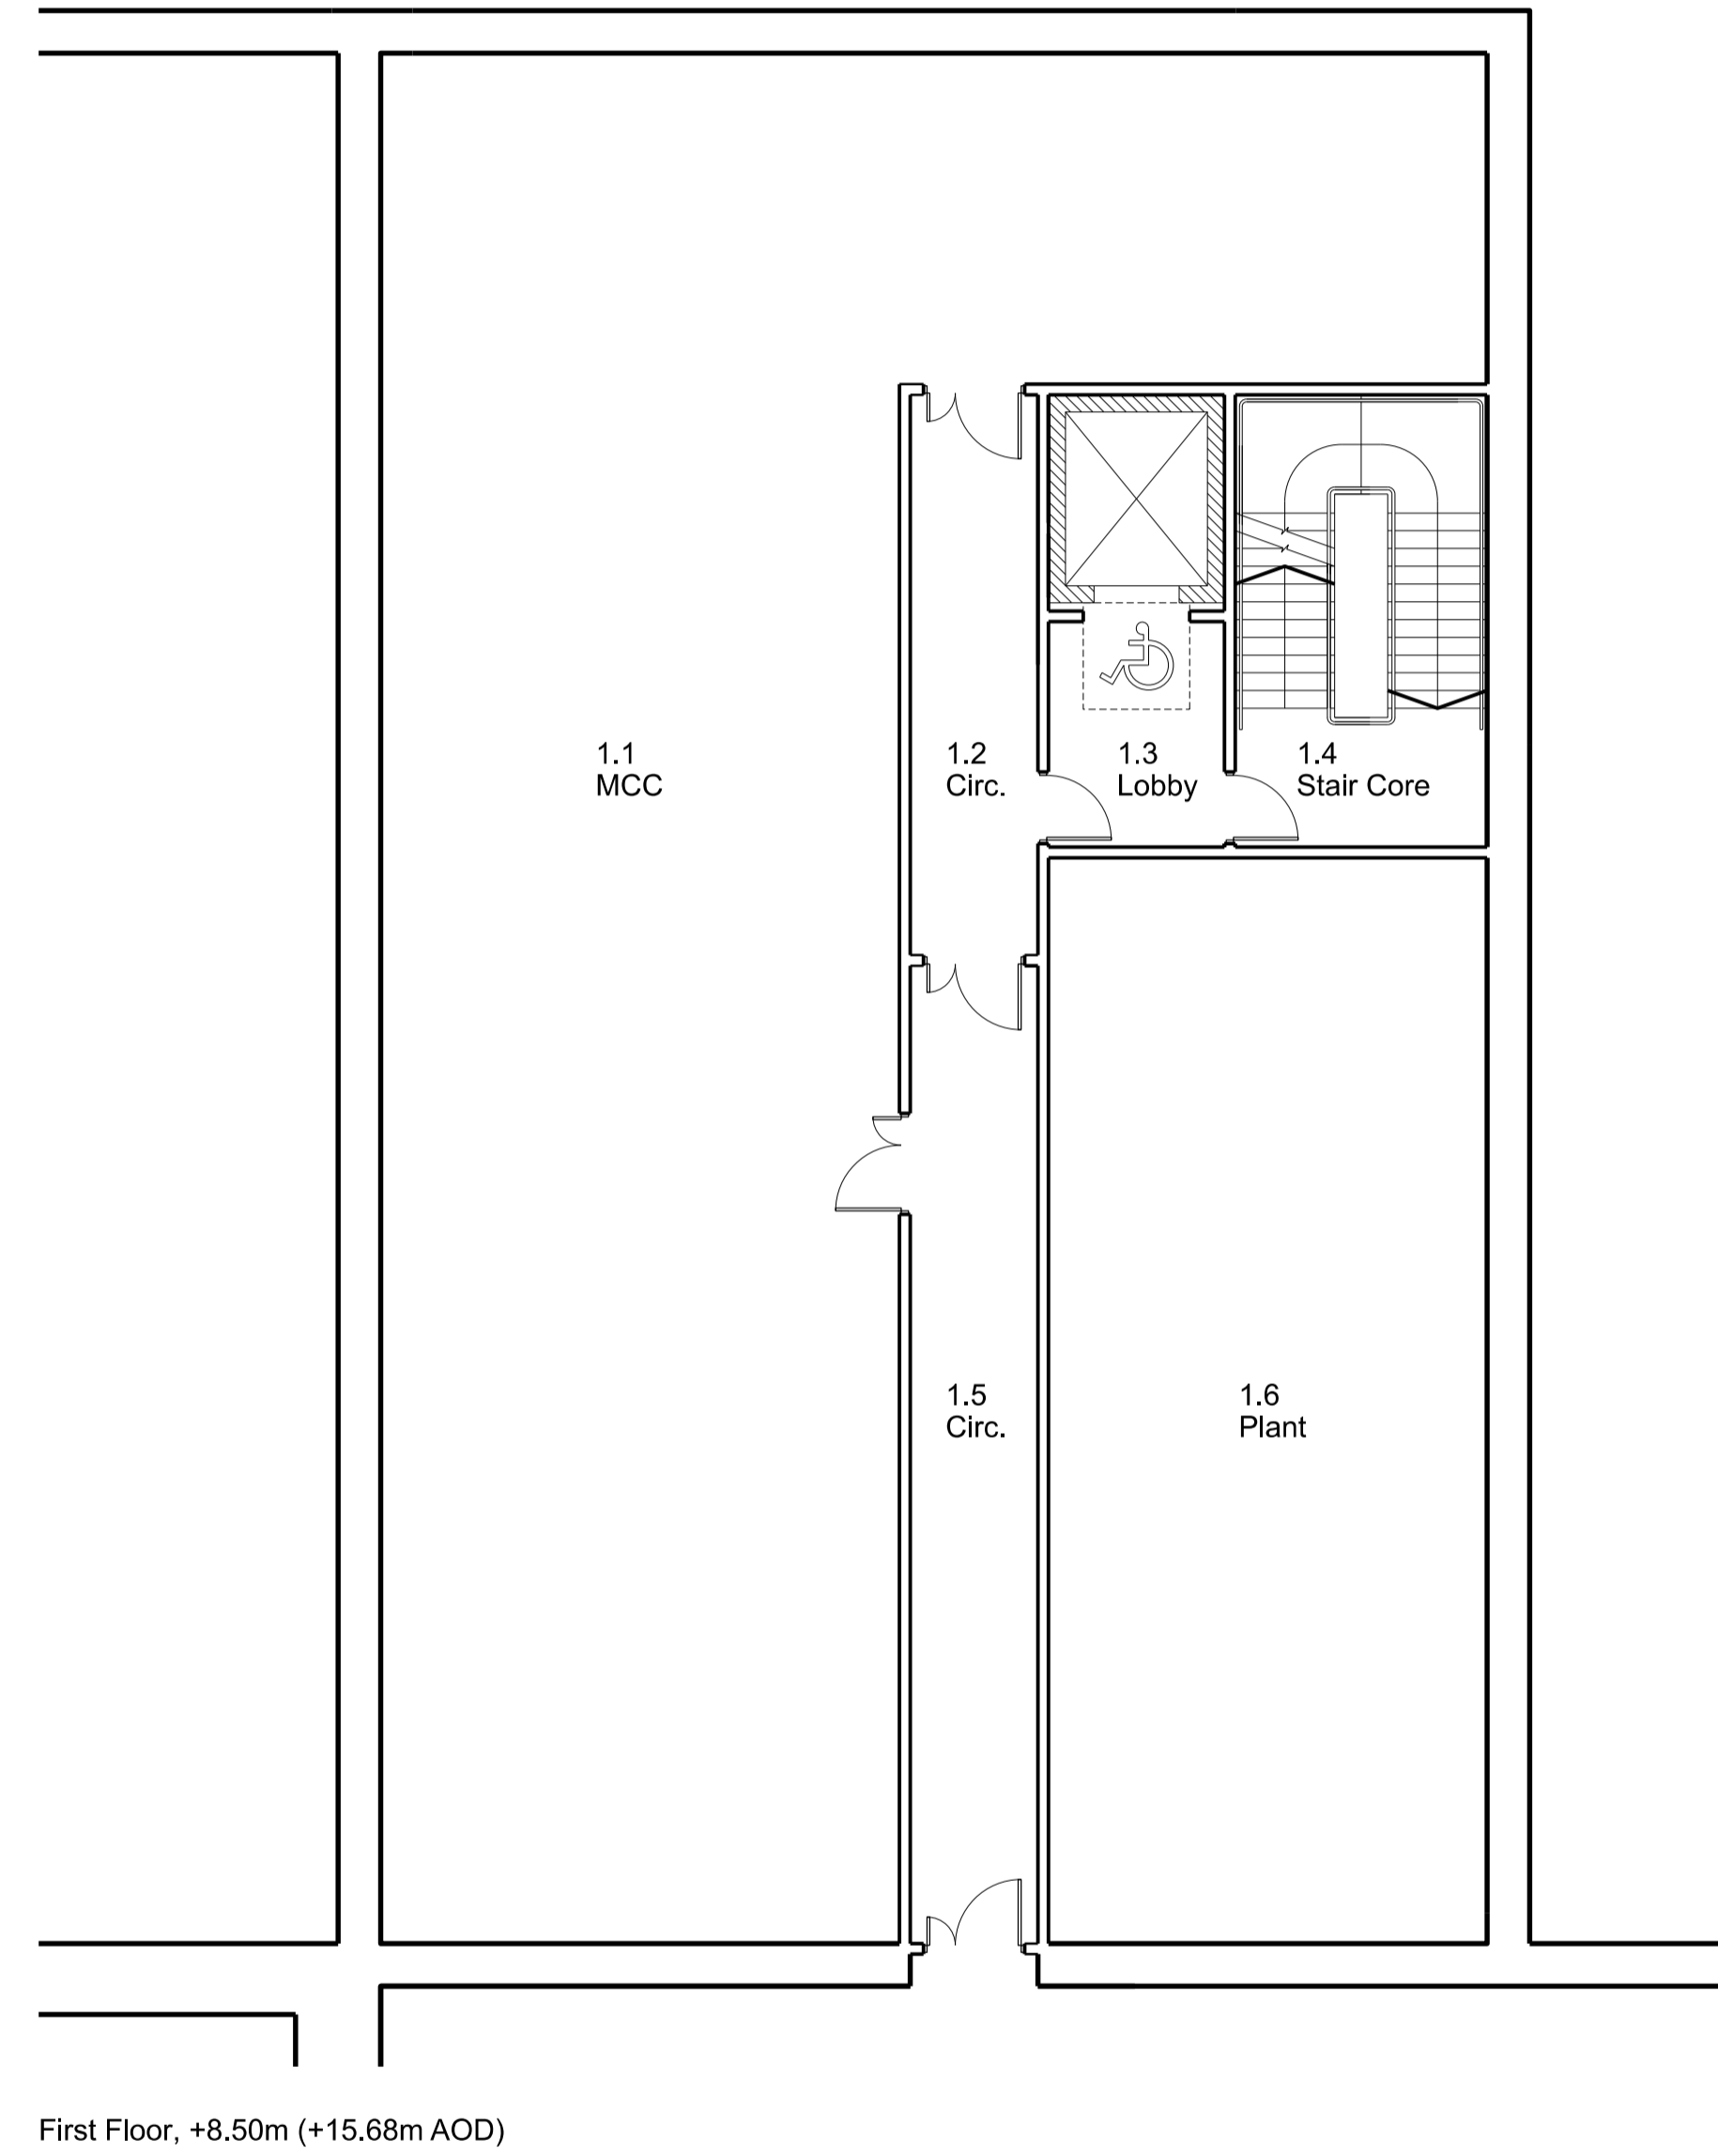 1.1
MCC
1.2
Circ.
1.3
Lobby
1.4
Stair Core
1.5
Circ.
1.6
Plant
First Floor, +8.50m (+15.68m AOD)